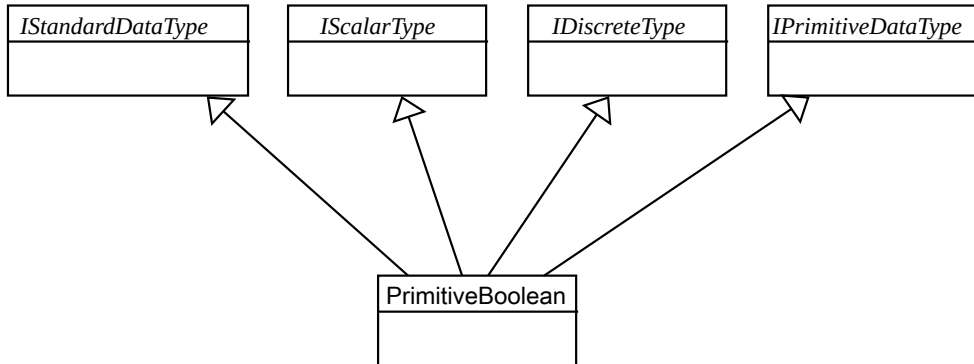 IStandardDataType
IScalarType
IDiscreteType
IPrimitiveDataType
PrimitiveBoolean